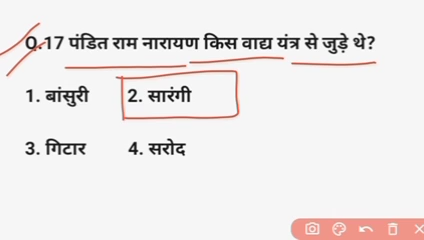 Q.17 पंडित राम नारायण किस वाद्य यंत्र से जुड़े थे?
1. बांसुरी 2. सारंगी
3. गिटार 4. सरोद